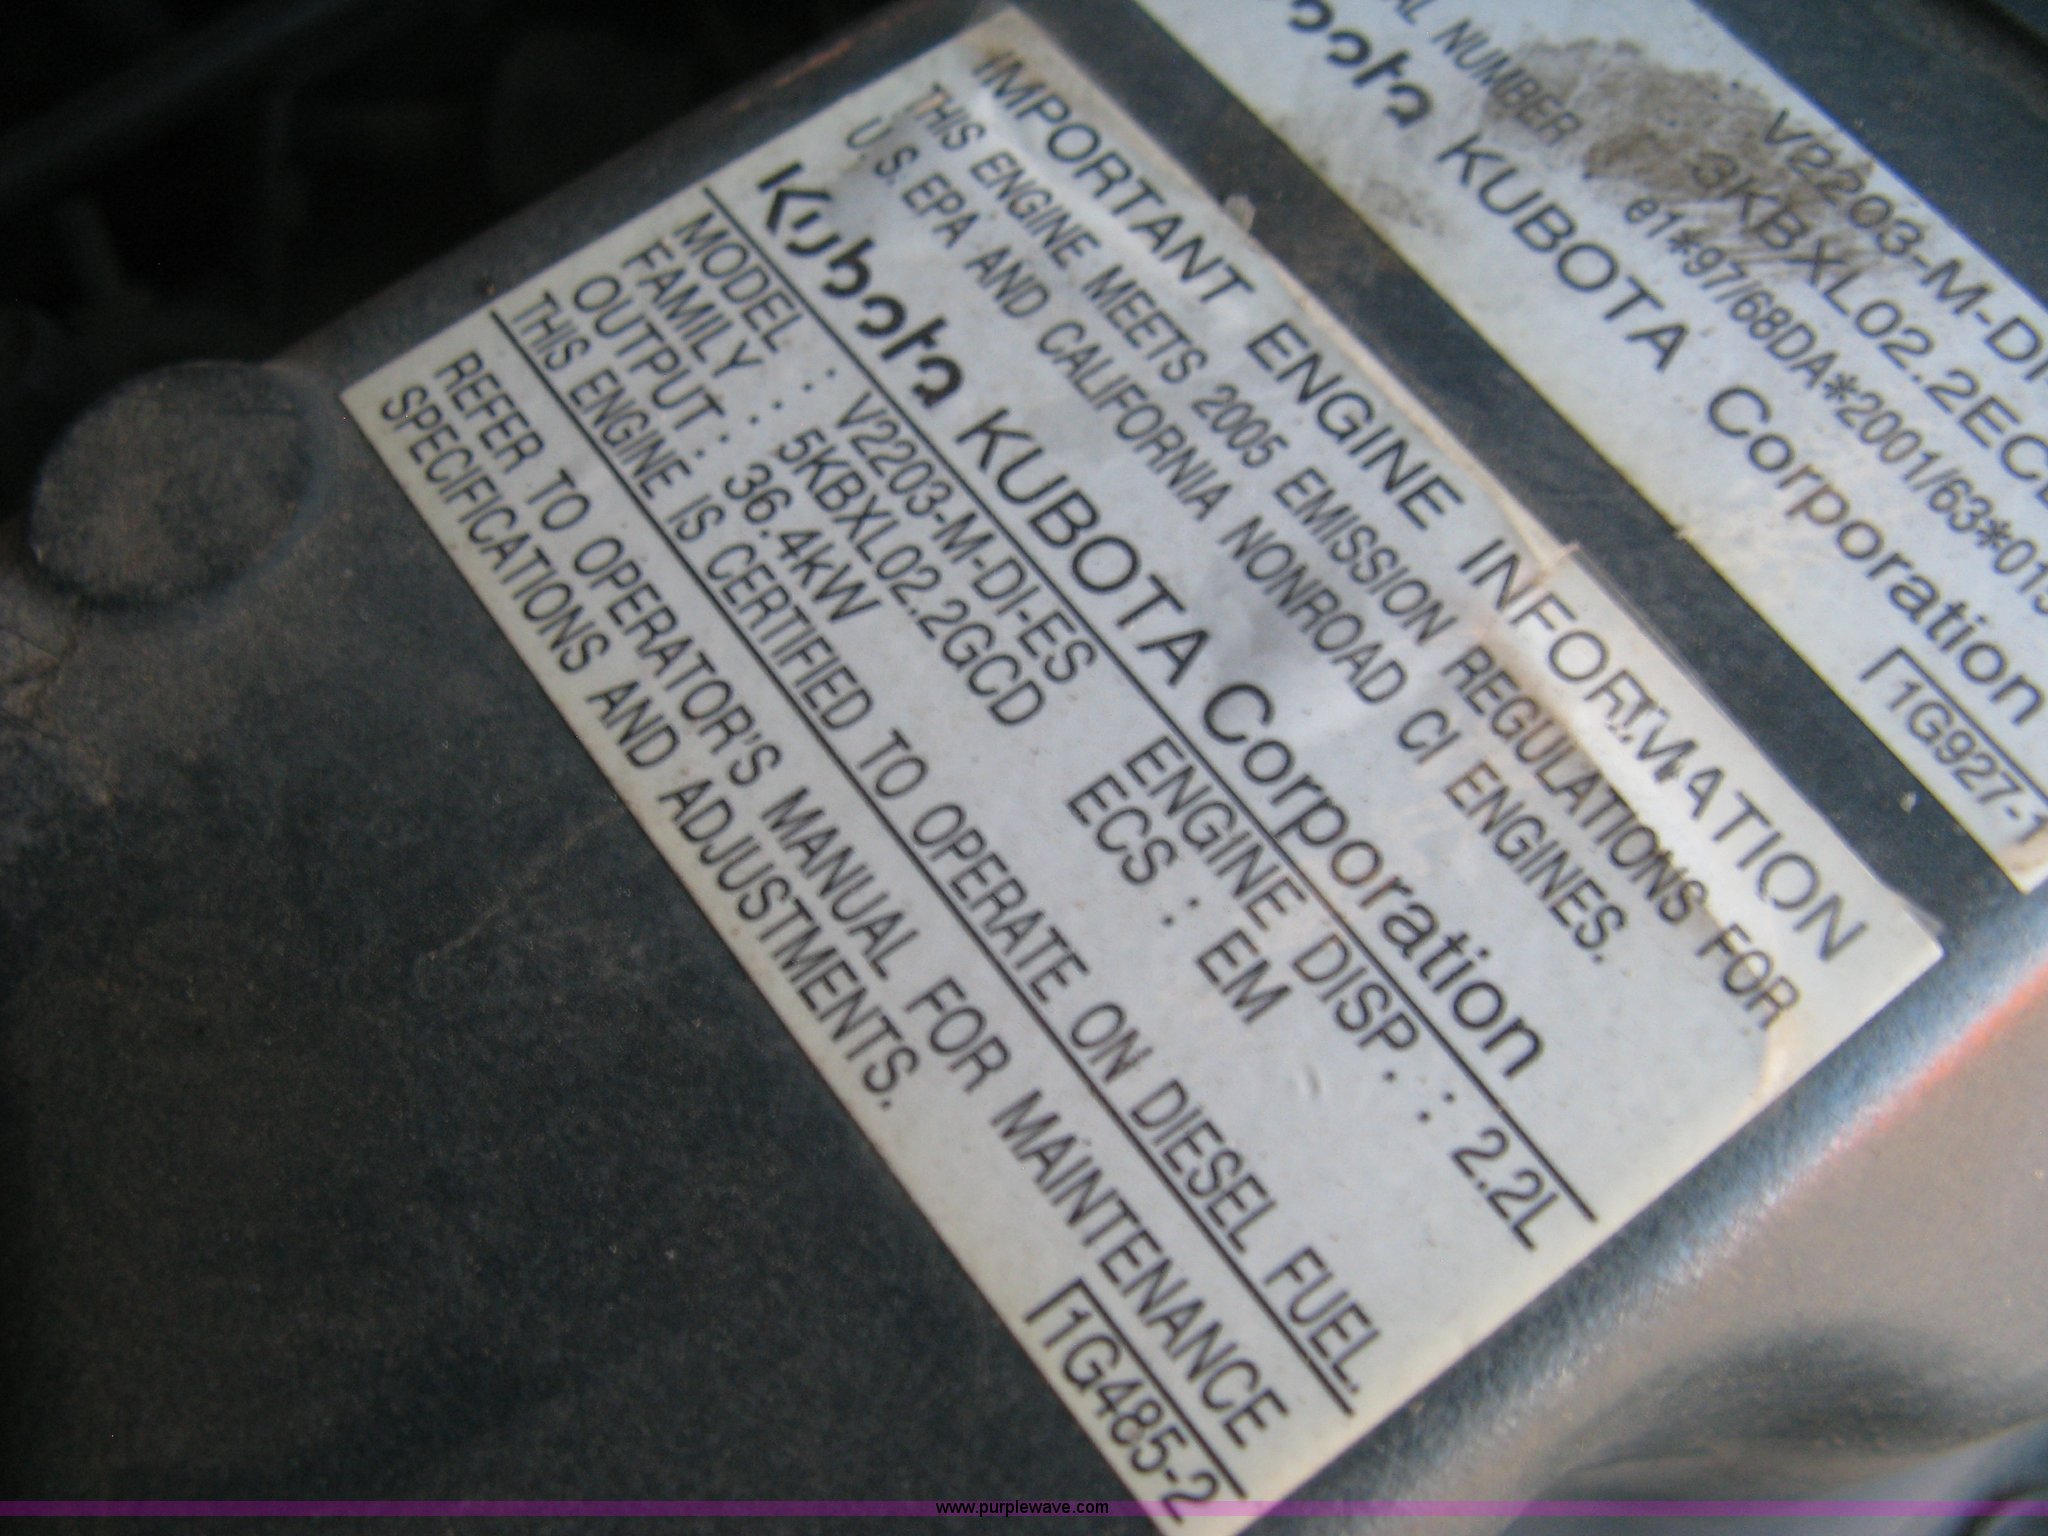 V2203-M-DI-
3KBXL02.2EC
e1*97/68DA*2001/63*01
NUMBER
Kubota KUBOTA Corporation
1G927-1
IMPORTANT ENGINE INFORMATION
THIS ENGINE MEETS 2005 EMISSION REGULATIONS FOR
U.S. EPA AND CALIFORNIA NONROAD CI ENGINES.
Kubota KUBOTA Corporation
MODEL : V2203-M-DI-ES ENGINE DISP. : 2.2L
FAMILY : 5KBXL02.2GCD ECS : EM
OUTPUT : 36.4kW
THIS ENGINE IS CERTIFIED TO OPERATE ON DIESEL FUEL.
REFER TO OPERATOR'S MANUAL FOR MAINTENANCE
SPECIFICATIONS AND ADJUSTMENTS.
1G485-2
www.purplewave.com